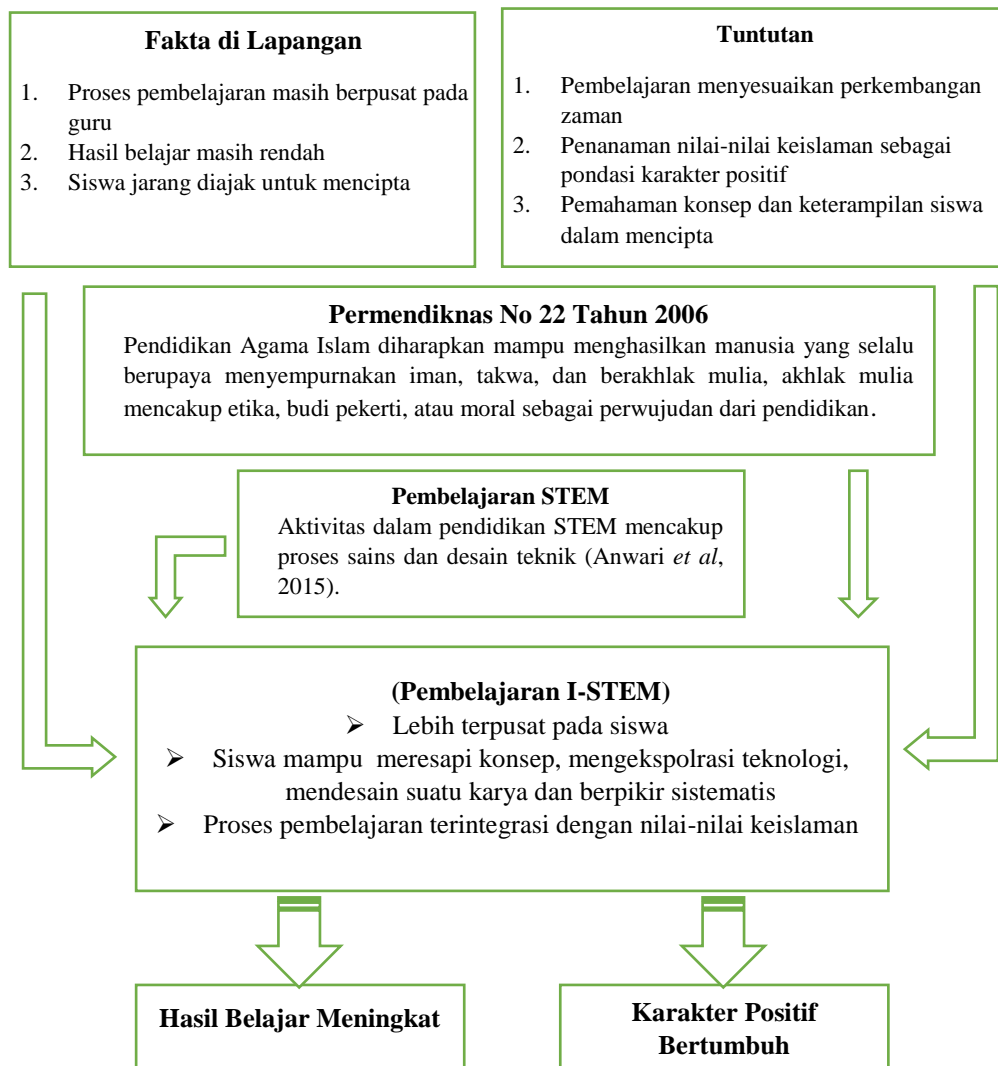 Fakta di Lapangan
1. Proses pembelajaran masih berpusat pada
guru
2. Hasil belajar masih rendah
3. Siswa jarang diajak untuk mencipta
Tuntutan
1. Pembelajaran menyesuaikan perkembangan
zaman
2. Penanaman nilai-nilai keislaman sebagai
pondasi karakter positif
3. Pemahaman konsep dan keterampilan siswa
dalam mencipta
Permendiknas No 22 Tahun 2006
Pendidikan Agama Islam diharapkan mampu menghasilkan manusia yang selalu
berupaya menyempurnakan iman, takwa, dan berakhlak mulia, akhlak mulia
mencakup etika, budi pekerti, atau moral sebagai perwujudan dari pendidikan.
Pembelajaran STEM
Aktivitas dalam pendidikan STEM mencakup
proses sains dan desain teknik (Anwari et al,
2015).
(Pembelajaran I-STEM)
➢ Lebih terpusat pada siswa
➢ Siswa mampu meresapi konsep, mengekspolrasi teknologi,
mendesain suatu karya dan berpikir sistematis
➢ Proses pembelajaran terintegrasi dengan nilai-nilai keislaman
Hasil Belajar Meningkat
Karakter Positif
Bertumbuh